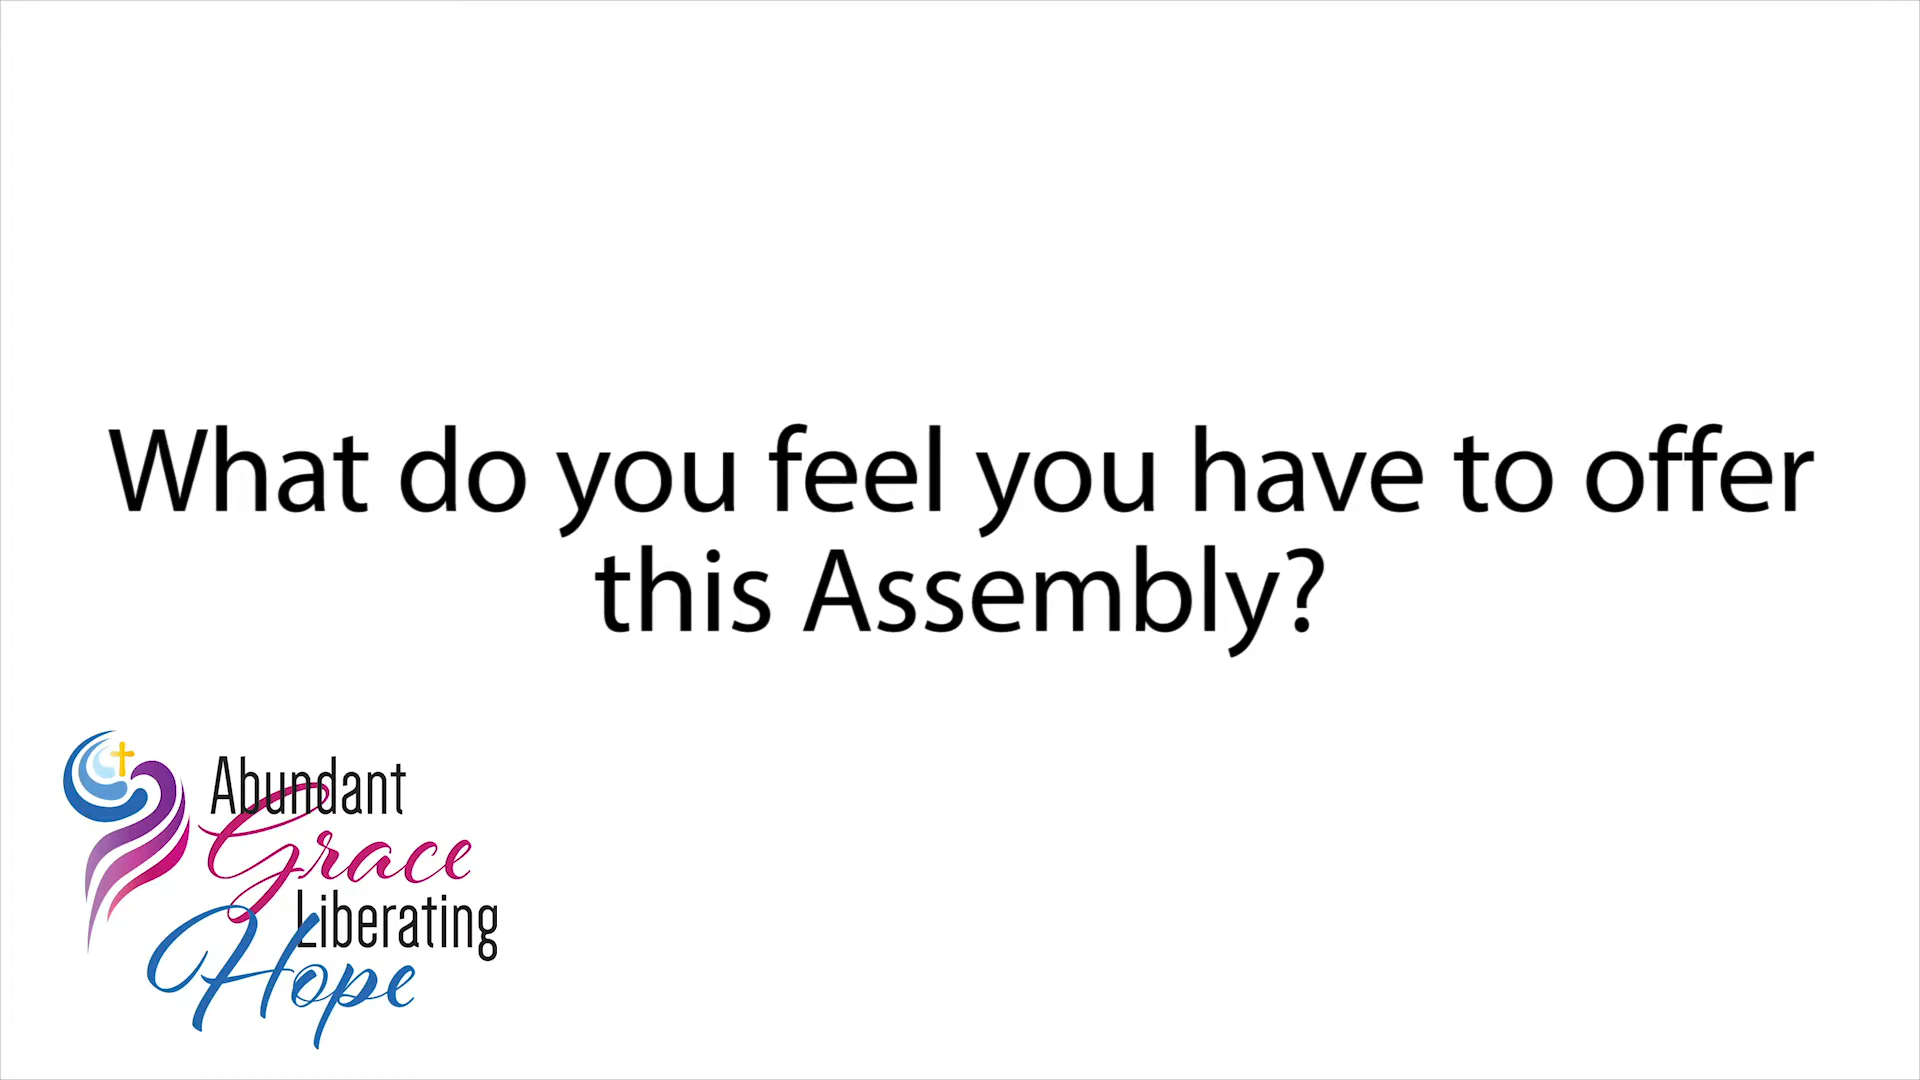 What do you feel you have to offer
this Assembly?
Abundant
Grace
Liberating
Hope